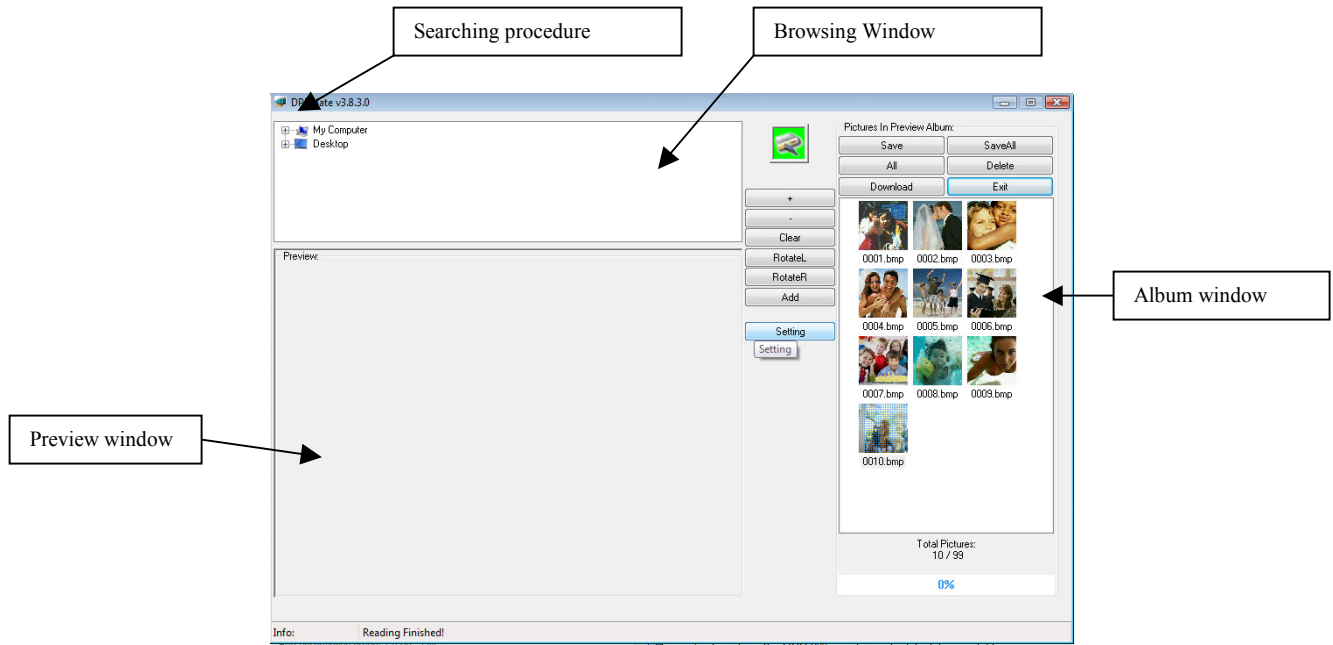 Searching procedure
Browsing Window
v3.8.3.0
My Computer
Desktop
+
-
Clear
RotateL
RotateR
Add
Setting
Setting
Pictures In Preview Album:
Save SaveAll
All Delete
Download Exit
0001.bmp 0002.bmp 0003.bmp
0004.bmp 0005.bmp 0006.bmp
0007.bmp 0008.bmp 0009.bmp
0010.bmp
Album window
Preview:
Preview window
Total Pictures:
10 / 99
0%
Info: Reading Finished!